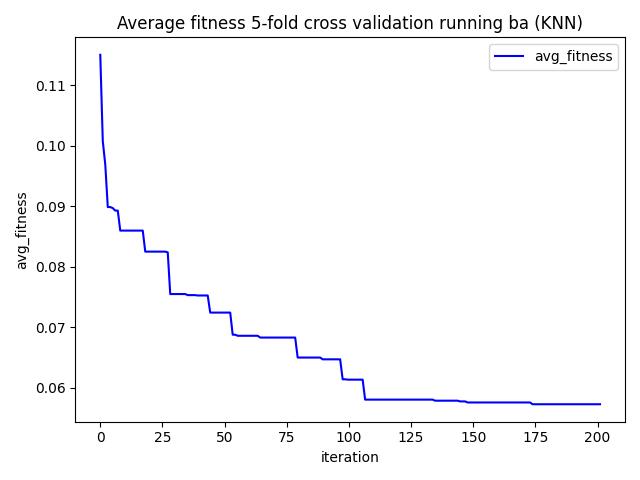 Average fitness 5-fold cross validation running ba (KNN)
avg_fitness
0.11
0.10
0.09
0.08
0.07
0.06
avg_fitness
0 25 50 75 100 125 150 175 200
iteration